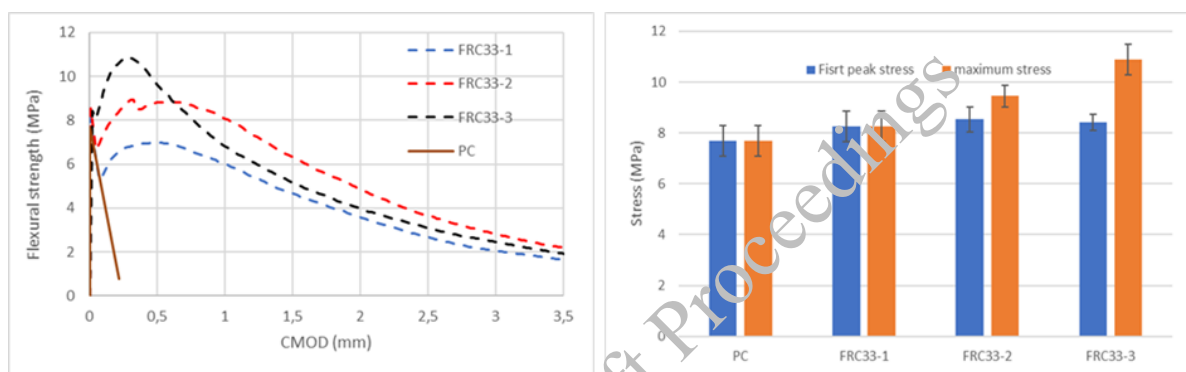 12
10
8
6
4
2
0
Flexural strength (MPa)
0
0,5
1
1,5
2
2,5
3
3,5
CMOD (mm)
FRC33-1
FRC33-2
FRC33-3
PC
12
10
8
6
4
2
0
Stress (MPa)
Fisrt peak stress
maximum stress
PC
FRC33-1
FRC33-2
FRC33-3
ft Proceedings